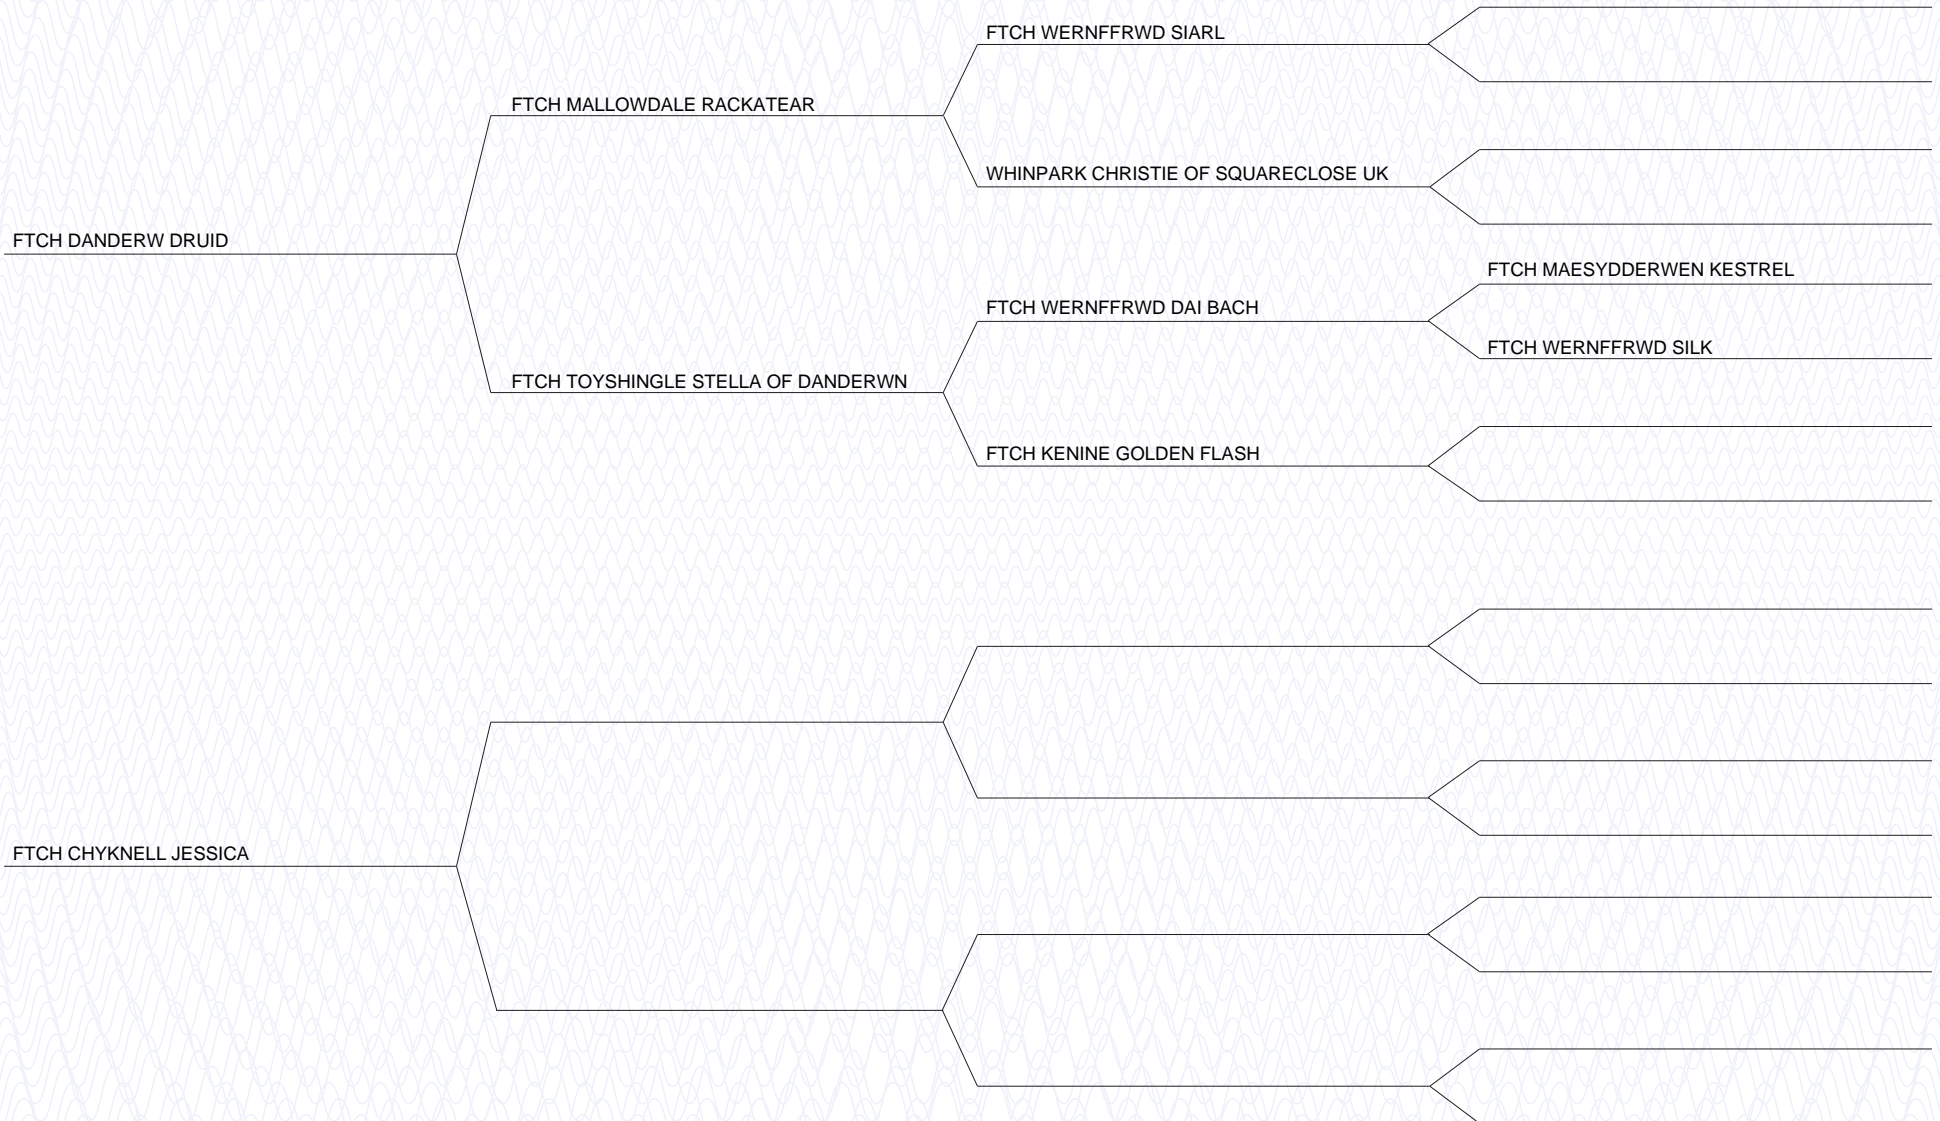 FTCH WERNFFRWD SIARL
FTCH MALLOWDALE RACKATEAR
WHINPARK CHRISTIE OF SQUARECLOSE UK
FTCH DANDERW DRUID
FTCH MAESYDDERWEN KESTREL
FTCH WERNFFRWD DAI BACH
FTCH WERNFFRWD SILK
FTCH TOYSHINGLE STELLA OF DANDERWN
FTCH KENINE GOLDEN FLASH
FTCH CHYKNELL JESSICA